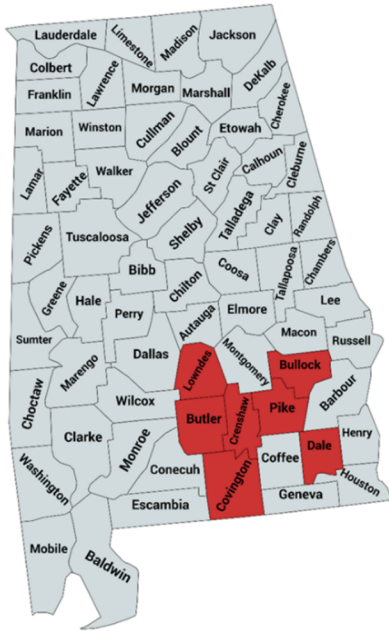 Lauderdale
Limestone
Madison
Jackson
Colbert
Lawrence
Franklin
Morgan
Marshall
DeKalb
Cherokee
Marion
Winston
Cullman
Blount
Etowah
Lamar
Fayette
Walker
Jefferson
St Clair
Calhoun
Cleburne
Pickens
Tuscaloosa
Shelby
Talladega
Clay
Randolph
Bibb
Chilton
Coosa
Tallapoosa
Chambers
Greene
Hale
Perry
Autauga
Elmore
Lee
Sumter
Marengo
Dallas
Lowndes
Montgomery
Macon
Russell
Bullock
Choctaw
Wilcox
Butler
Crenshaw
Pike
Barbour
Clarke
Monroe
Conecuh
Covington
Coffee
Dale
Henry
Washington
Escambia
Geneva
Houston
Mobile
Baldwin